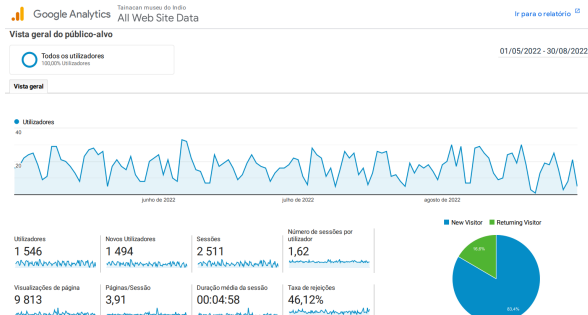 Google Analytics
Tainacan museu do índio
All Web Site Data
Ir para o relatório
Vista geral do público-alvo
01/05/2022 - 30/08/2022
Todos os utilizadores
100,00% Utilizadores
Vista geral
Utilizadores
40
20
junho de 2022
julho de 2022
agosto de 2022
New Visitor
Returning Visitor
Utilizadores
1 546
Novos Utilizadores
1 494
Sessões
2 511
Número de sessões por
utilizador
1,62
Visualizações de página
9 813
Páginas/Sessão
3,91
Duração média da sessão
00:04:58
Taxa de rejeições
46,12%
16,6%
83,4%